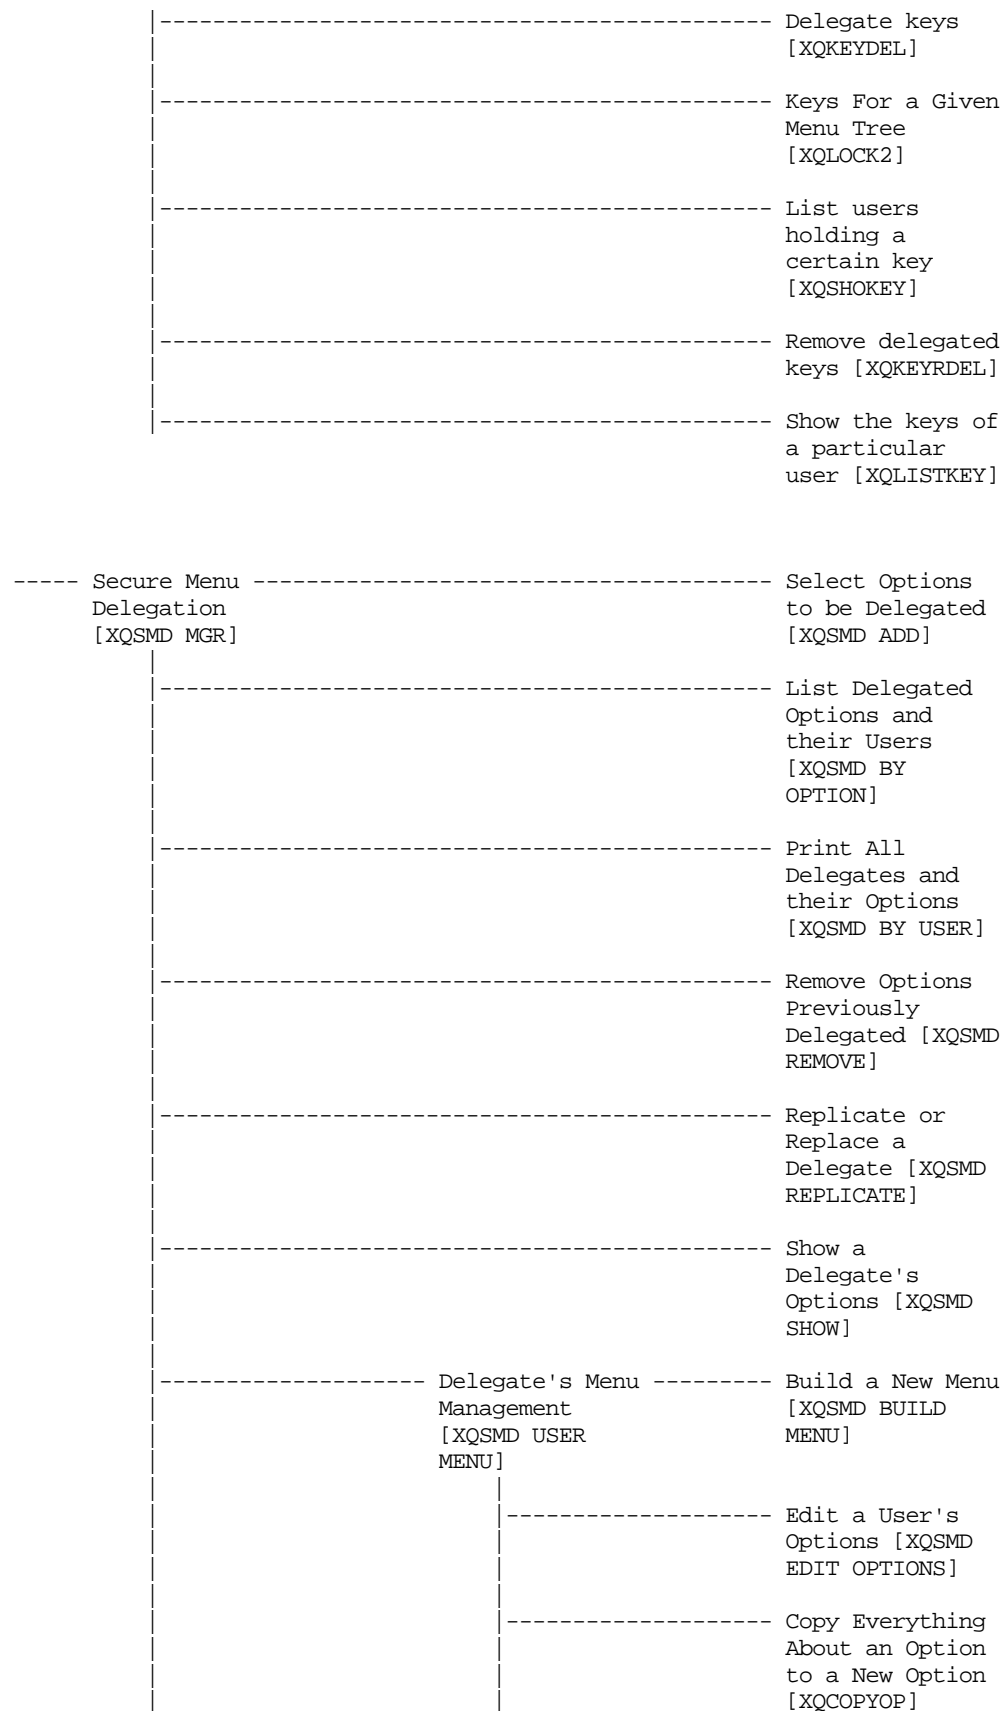 |---------------------------------------------- Delegate keys
[XQKEYDEL]
|---------------------------------------------- Keys For a Given
Menu Tree
[XQLOCK2]
|---------------------------------------------- List users
holding a
certain key
[XQSHOKEY]
|---------------------------------------------- Remove delegated
keys [XQKEYRDEL]
|---------------------------------------------- Show the keys of
a particular
user [XQLISTKEY]
----- Secure Menu --------------------------------------- Select Options
Delegation to be Delegated
[XQSMD MGR] [XQSMD ADD]
|---------------------------------------------- List Delegated
Options and
their Users
[XQSMD BY
OPTION]
|---------------------------------------------- Print All
Delegates and
their Options
[XQSMD BY USER]
|---------------------------------------------- Remove Options
Previously
Delegated [XQSMD
REMOVE]
|---------------------------------------------- Replicate or
Replace a
Delegate [XQSMD
REPLICATE]
|---------------------------------------------- Show a
Delegate's
Options [XQSMD
SHOW]
|-------------------- Delegate's Menu --------- Build a New Menu
Management [XQSMD BUILD
[XQSMD USER MENU]
MENU]
|-------------------- Edit a User's
Options [XQSMD
EDIT OPTIONS]
|-------------------- Copy Everything
About an Option
to a New Option
[XQCOPYOP]